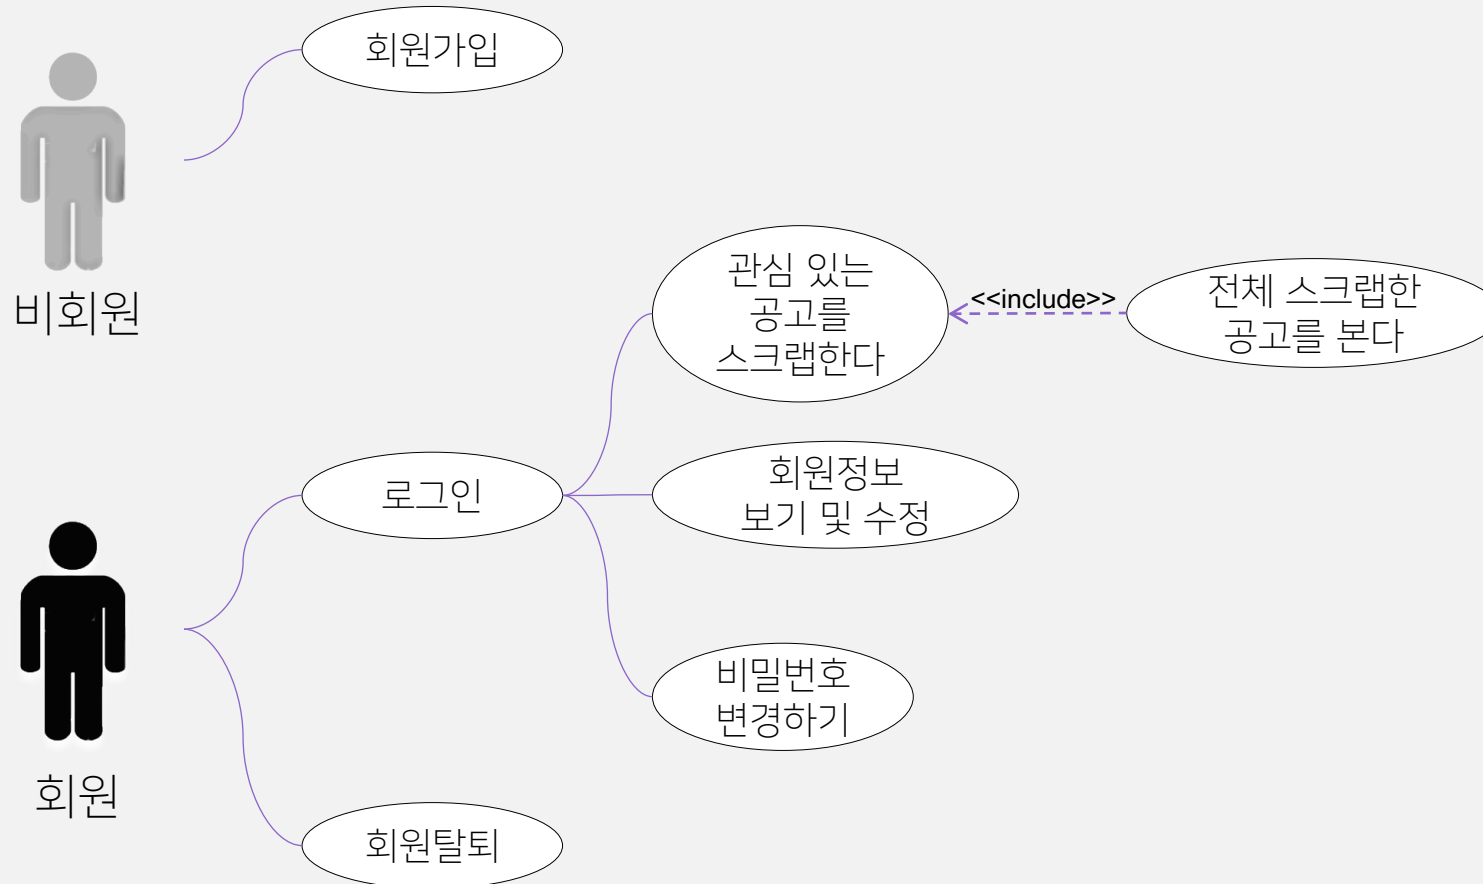 회원가입
비회원
관심 있는
공고를
스크랩한다
<<include>>
전체 스크랩한
공고를 본다
로그인
회원정보
보기 및 수정
비밀번호
변경하기
회원
회원탈퇴